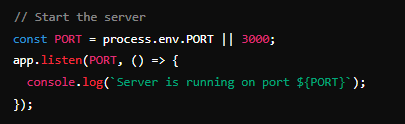 // Start the server
const PORT = process.env.PORT || 3000;
app.listen(PORT, () => {
  console.log(`Server is running on port ${PORT}`);
});